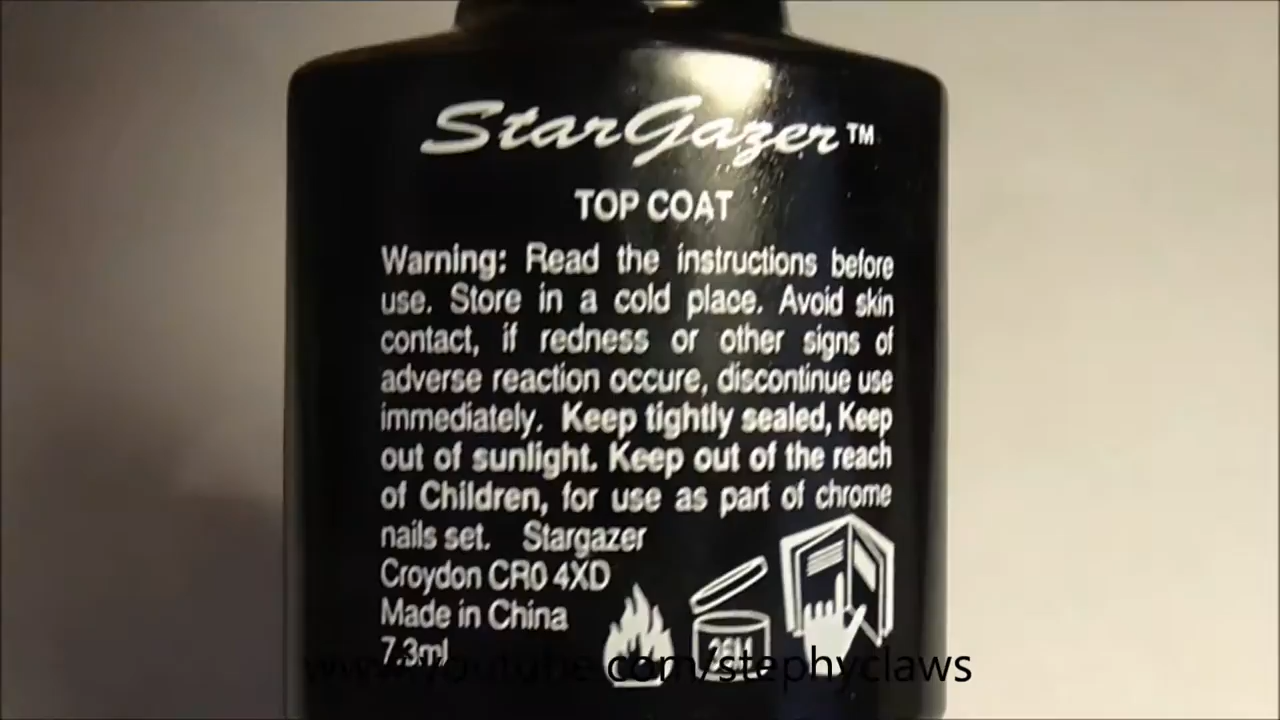 StarGazer™
TOP COAT
Warning: Read the instructions before
use. Store in a cold place. Avoid skin
contact, if redness or other signs of
adverse reaction occure, discontinue use
immediately. Keep tightly sealed, Keep
out of sunlight. Keep out of the reach
of Children, for use as part of chrome
nails set. Stargazer
Croydon CR0 4XD
Made in China
7.3ml
www.youtube.com/stephyclaws